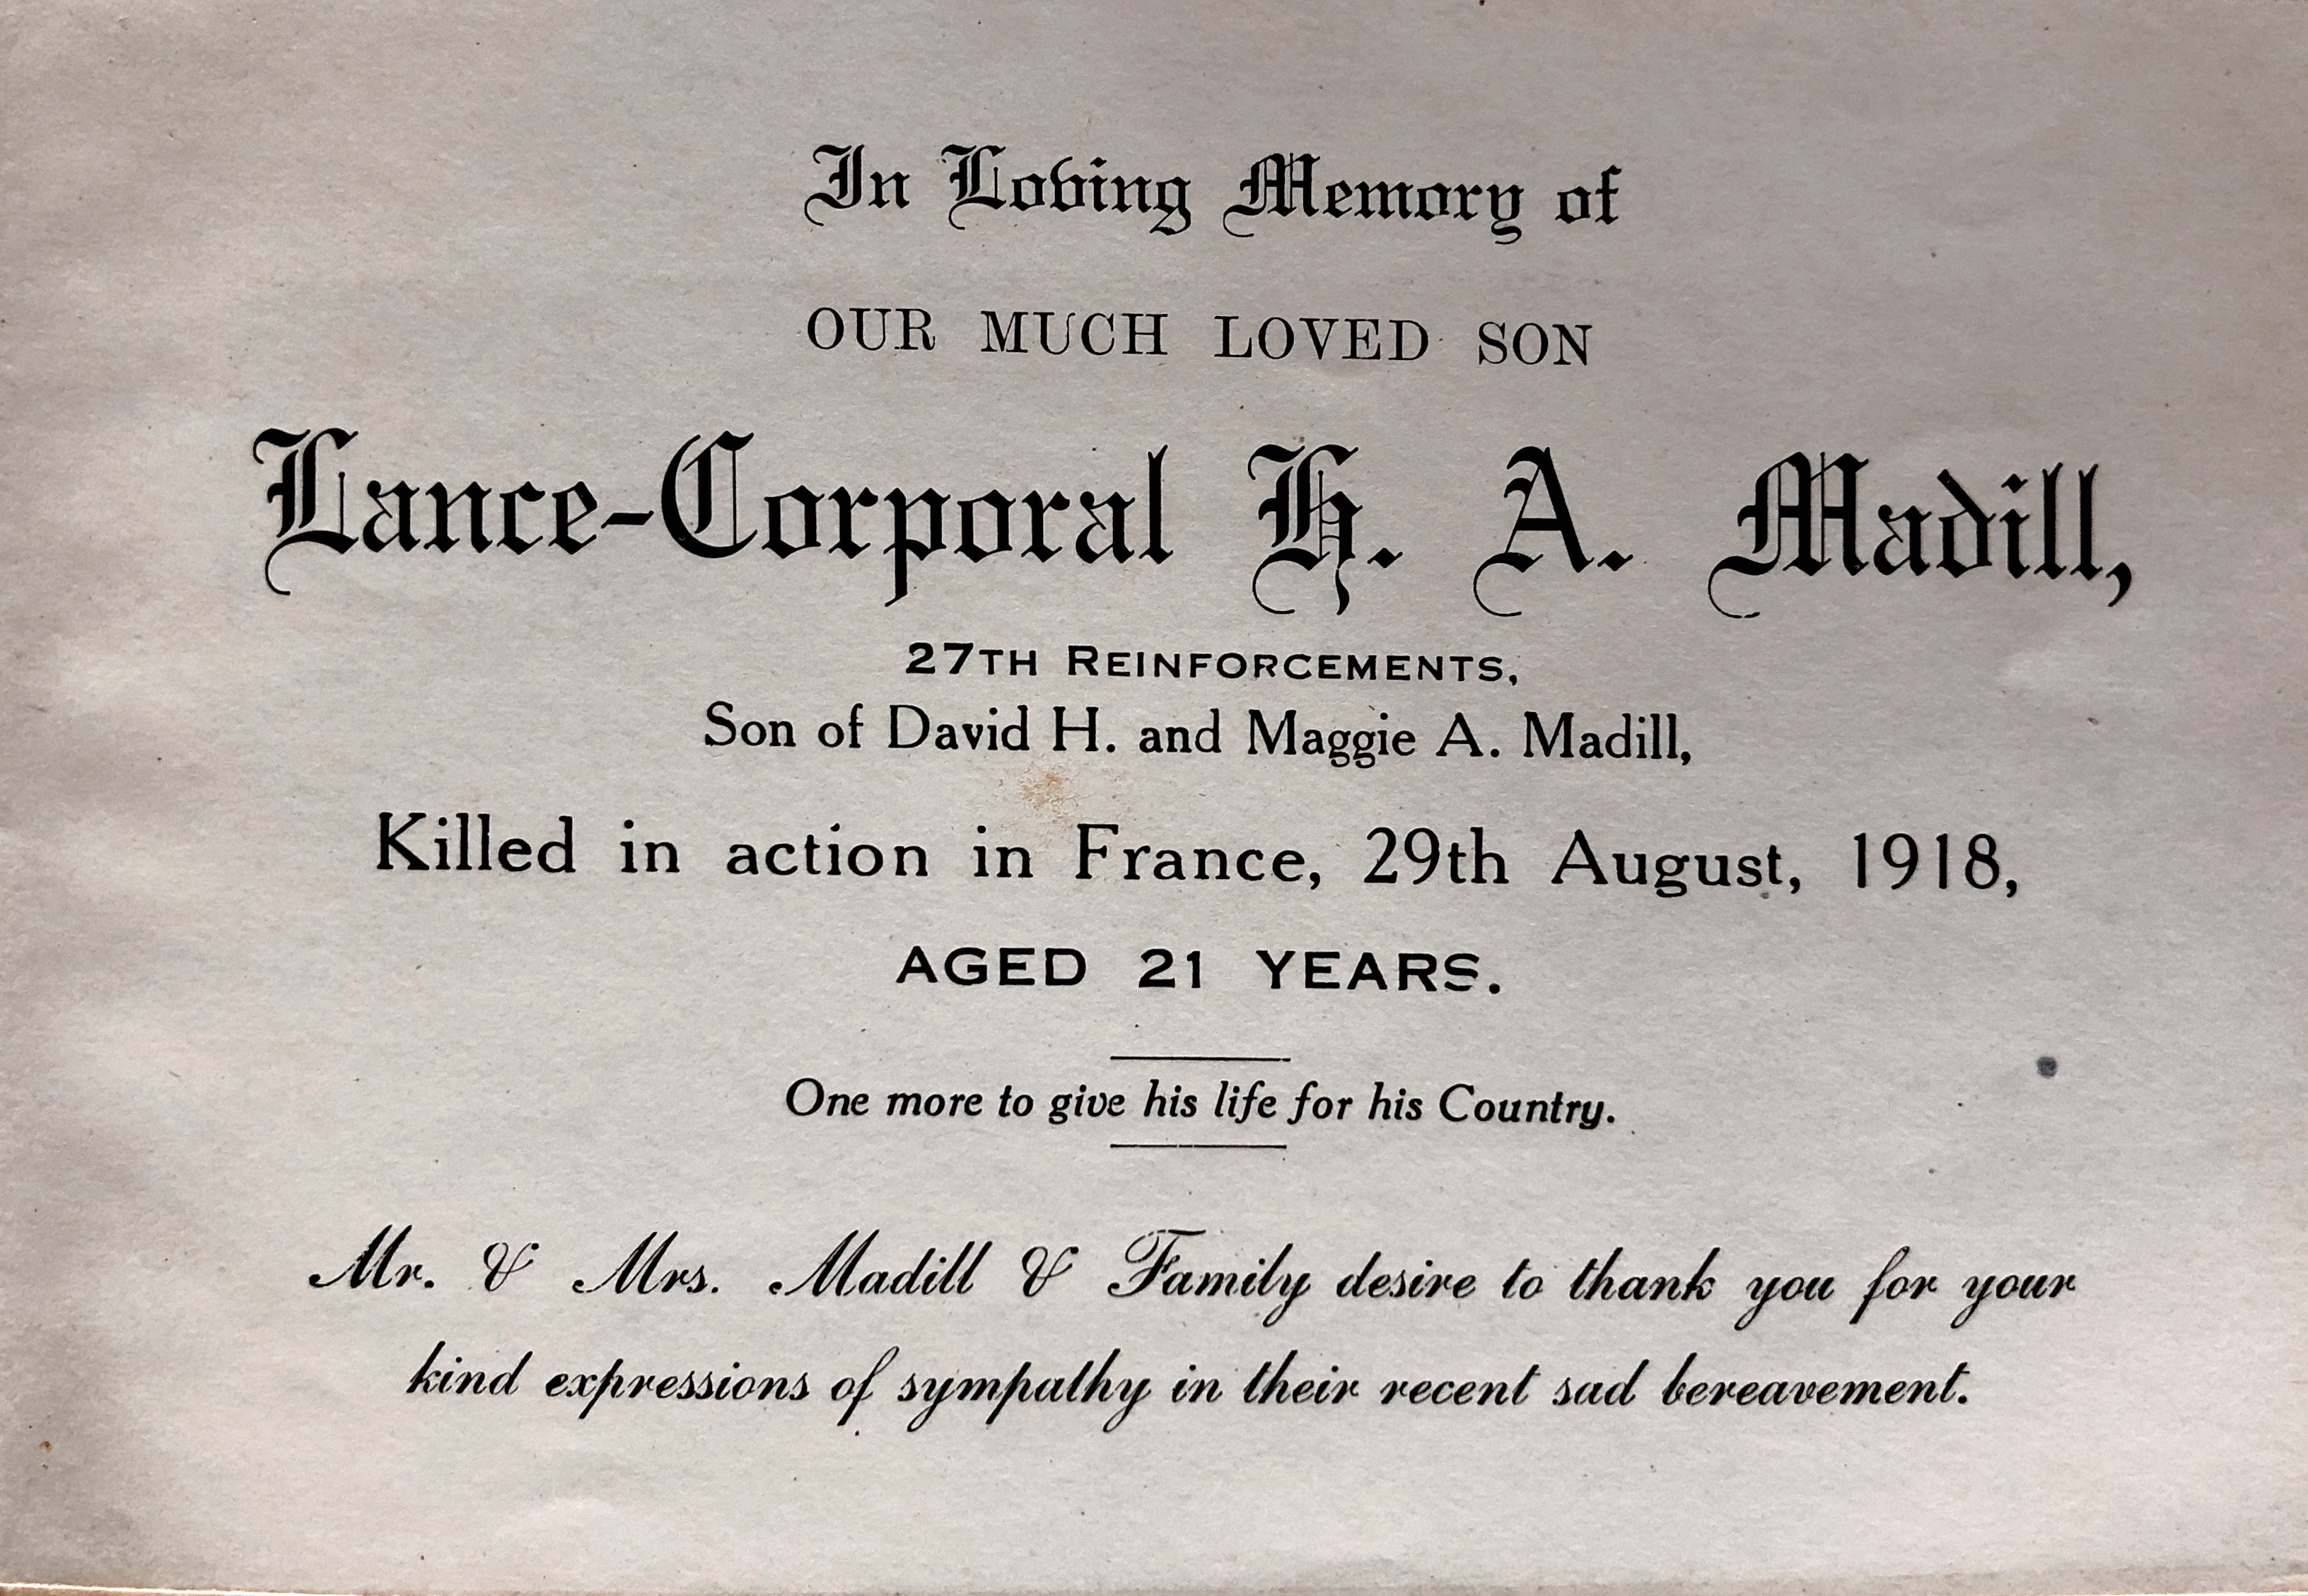 In Loving Memory of
OUR MUCH LOVED SON
Lance-Corporal H. A. Madill,
27TH REINFORCEMENTS,
Son of David H. and Maggie A. Madill,
Killed in action in France, 29th August, 1918,
AGED 21 YEARS.
One more to give his life for his Country.
Mr. & Mrs. Madill & Family desire to thank you for your
kind expressions of sympathy in their recent sad bereavement.